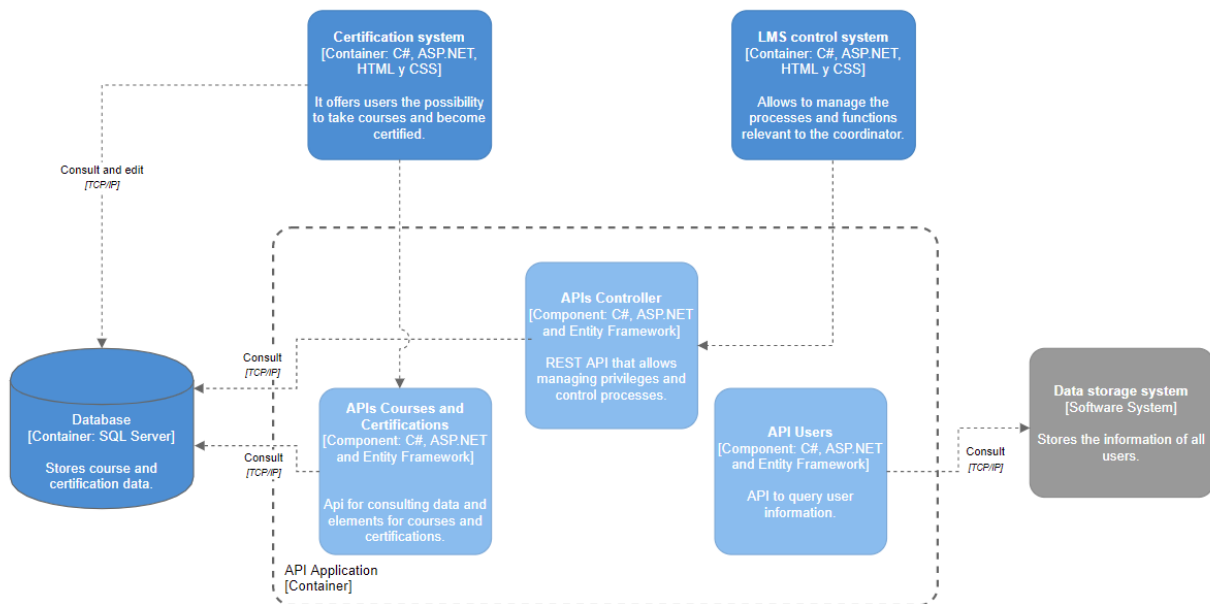 Certification system
[Container: C#, ASP.NET,
HTML y CSS]
It offers users the possibility
to take courses and become
certified.
LMS control system
[Container: C#, ASP.NET,
HTML y CSS]
Allows to manage the
processes and functions
relevant to the coordinator.
Consult and edit
[TCP/IP]
APIs Controller
[Component: C#, ASP.NET
and Entity Framework]
REST API that allows
managing privileges and
control processes.
Consult
[TCP/IP]
Database
[Container: SQL Server]
Stores course and
certification data.
Consult
[TCP/IP]
APIs Courses and
Certifications
[Component: C#, ASP.NET
and Entity Framework]
Api for consulting data and
elements for courses and
certifications.
API Users
[Component: C#, ASP.NET
and Entity Framework]
API to query user
information.
Consult
[TCP/IP]
Data storage system
[Software System]
Stores the information of all
users.
API Application
[Container]